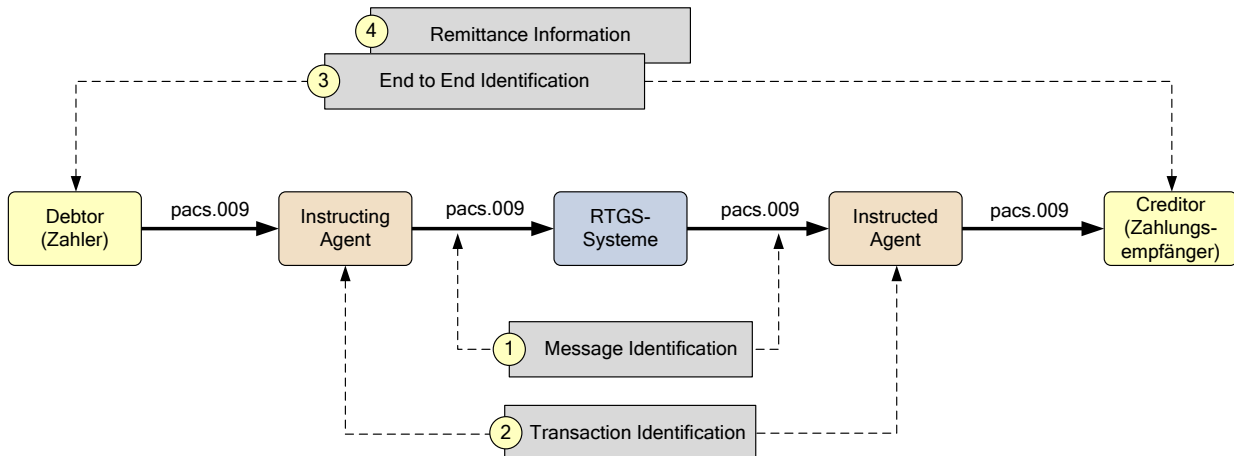 4
Remittance Information
3
End to End Identification
Debtor
(Zahler)
pacs.009
Instructing
Agent
pacs.009
RTGS-
Systeme
pacs.009
Instructed
Agent
pacs.009
Creditor
(Zahlungs-
empfänger)
1
Message Identification
2
Transaction Identification